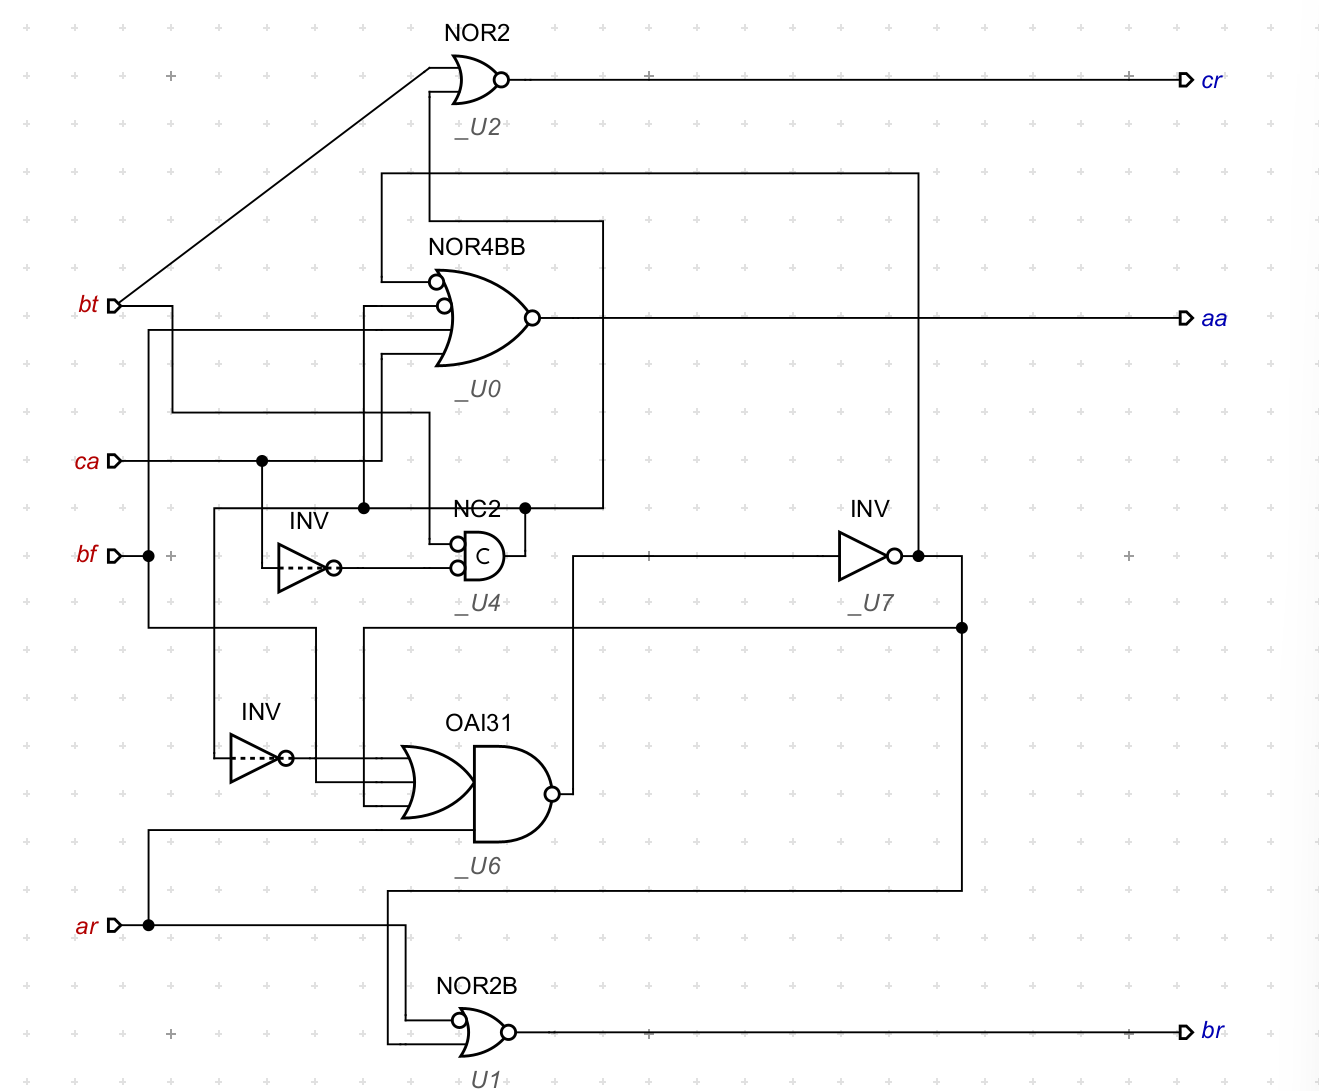 NOR2
cr
_U2
NOR4BB
bt
aa
_U0
ca
NC2
INV
INV
C
bf
_U4
_U7
INV
OAI31
_U6
ar
NOR2B
br
U1